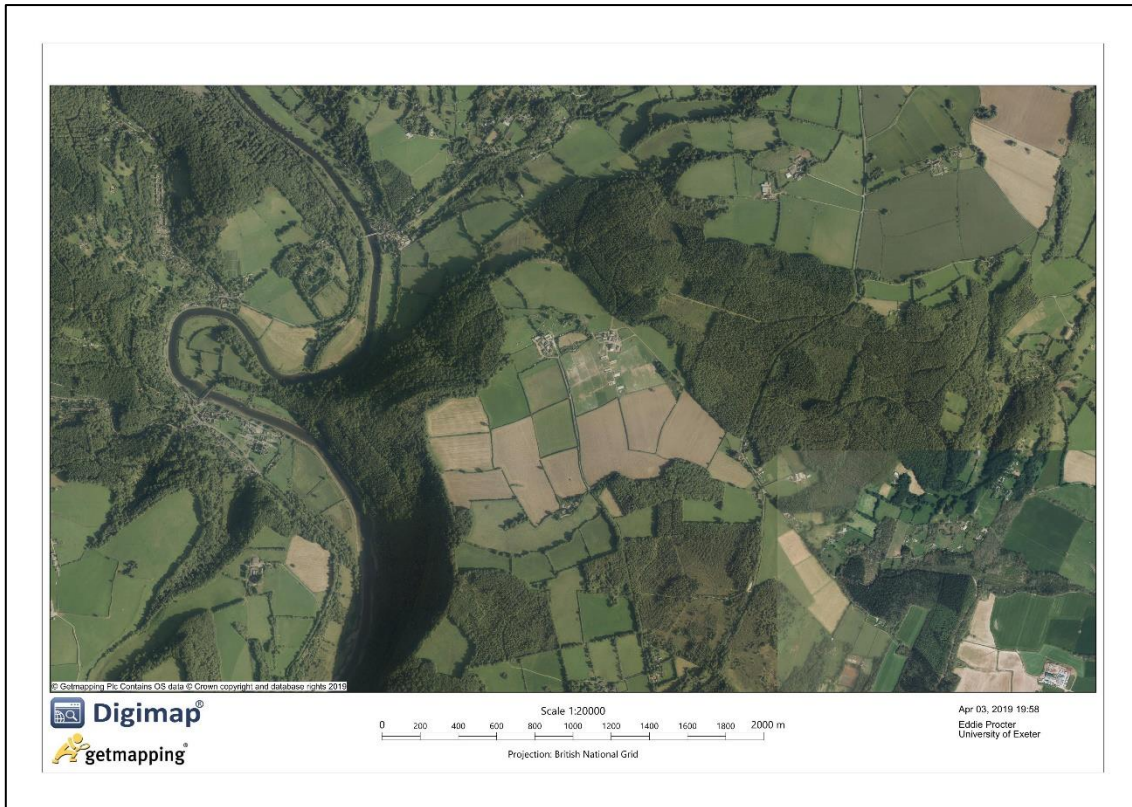 © Getmapping Plc Contains OS data © Crown copyright and database rights 2019
Digimap®
getmapping®
Scale 1:20000
0 200 400 600 800 1000 1200 1400 1600 1800 2000 m
Projection: British National Grid
Apr 03, 2019 19:58
Eddie Procter
University of Exeter